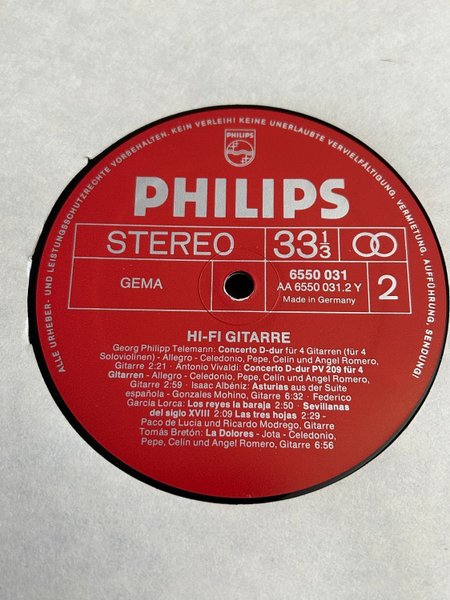 ALLE URHEBER- UND LEISTUNGSSCHUTZRECHTE VORBEHALTEN. KEIN VERLEIH! KEINE UNERLAUBTE VERVIELFÄLTIGUNG, VERMIETUNG, AUFFÜHRUNG, SENDUNG!
PHILIPS
PHILIPS
STEREO 33 1/3
GEMA
6550 031
AA 6550 031.2 Y
Made in Germany
2
HI-FI GITARRE
Georg Philipp Telemann: Concerto D-dur für 4 Gitarren (für 4
Soloviolinen) - Allegro - Celedonio, Pepe, Celin und Angel Romero,
Gitarre 2:21 - Antonio Vivaldi: Concerto D-dur PV 209 für 4
Gitarren - Allegro - Celedonio, Pepe, Celin und Angel Romero,
Gitarre 2:59 - Isaac Albéniz: Asturias aus der Suite
española - Gonzales Mohino, Gitarre 6:32 - Federico
García Lorca: Los reyes la baraja 2:50 - Sevillanas
del siglo XVIII 2:09 Las tres hojas 2:29 -
Paco de Lucia und Ricardo Modrego, Gitarre
Tomás Bretón: La Dolores - Jota - Celedonio,
Pepe, Celín und Angel Romero, Gitarre 6:56